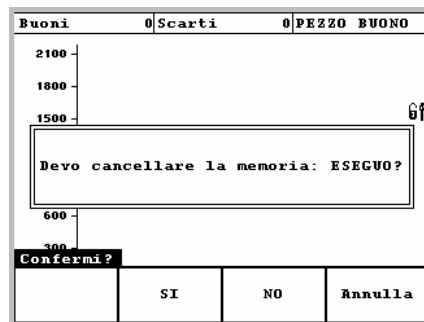 Buoni 0 Scarti 0 PEZZO BUONO
2100
1800
1500
Devo cancellare la memoria: ESEGUO?
600
300
Confermi?
SI NO Annulla